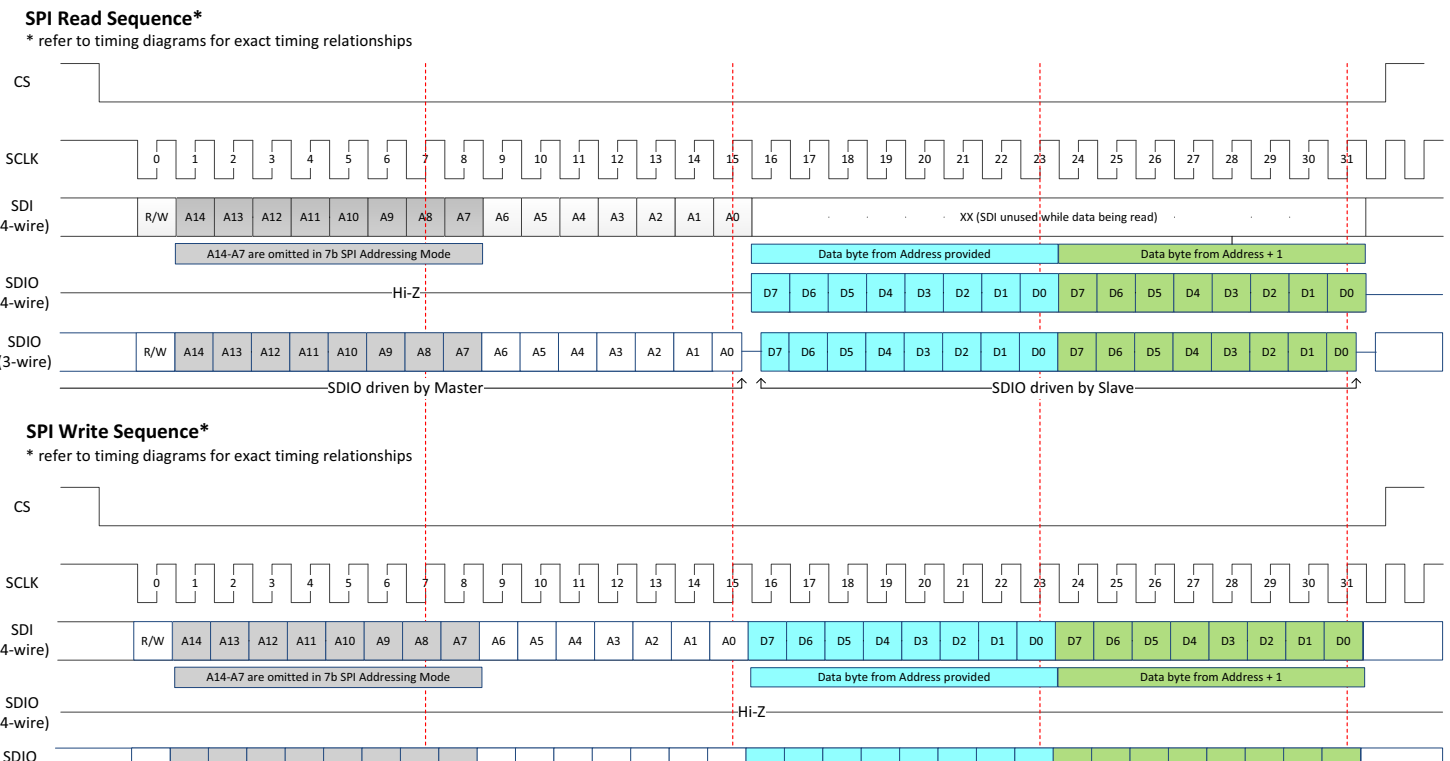 SPI Read Sequence*
* refer to timing diagrams for exact timing relationships
CS
SCLK 0 1 2 3 4 5 6 7 8 9 10 11 12 13 14 15 16 17 18 19 20 21 22 23 24 25 26 27 28 29 30 31
SDI
4-wire) R/W A14 A13 A12 A11 A10 A9 A8 A7 A6 A5 A4 A3 A2 A1 A0 XX (SDI unused while data being read)
A14-A7 are omitted in 7b SPI Addressing Mode Data byte from Address provided Data byte from Address + 1
SDIO
4-wire) Hi-Z D7 D6 D5 D4 D3 D2 D1 D0 D7 D6 D5 D4 D3 D2 D1 D0
SDIO
(3-wire) R/W A14 A13 A12 A11 A10 A9 A8 A7 A6 A5 A4 A3 A2 A1 A0 D7 D6 D5 D4 D3 D2 D1 D0 D7 D6 D5 D4 D3 D2 D1 D0
SDIO driven by Master SDIO driven by Slave
SPI Write Sequence*
* refer to timing diagrams for exact timing relationships
CS
SCLK 0 1 2 3 4 5 6 7 8 9 10 11 12 13 14 15 16 17 18 19 20 21 22 23 24 25 26 27 28 29 30 31
SDI
4-wire) R/W A14 A13 A12 A11 A10 A9 A8 A7 A6 A5 A4 A3 A2 A1 A0 D7 D6 D5 D4 D3 D2 D1 D0 D7 D6 D5 D4 D3 D2 D1 D0
A14-A7 are omitted in 7b SPI Addressing Mode Data byte from Address provided Data byte from Address + 1
SDIO
4-wire) Hi-Z
SDIO